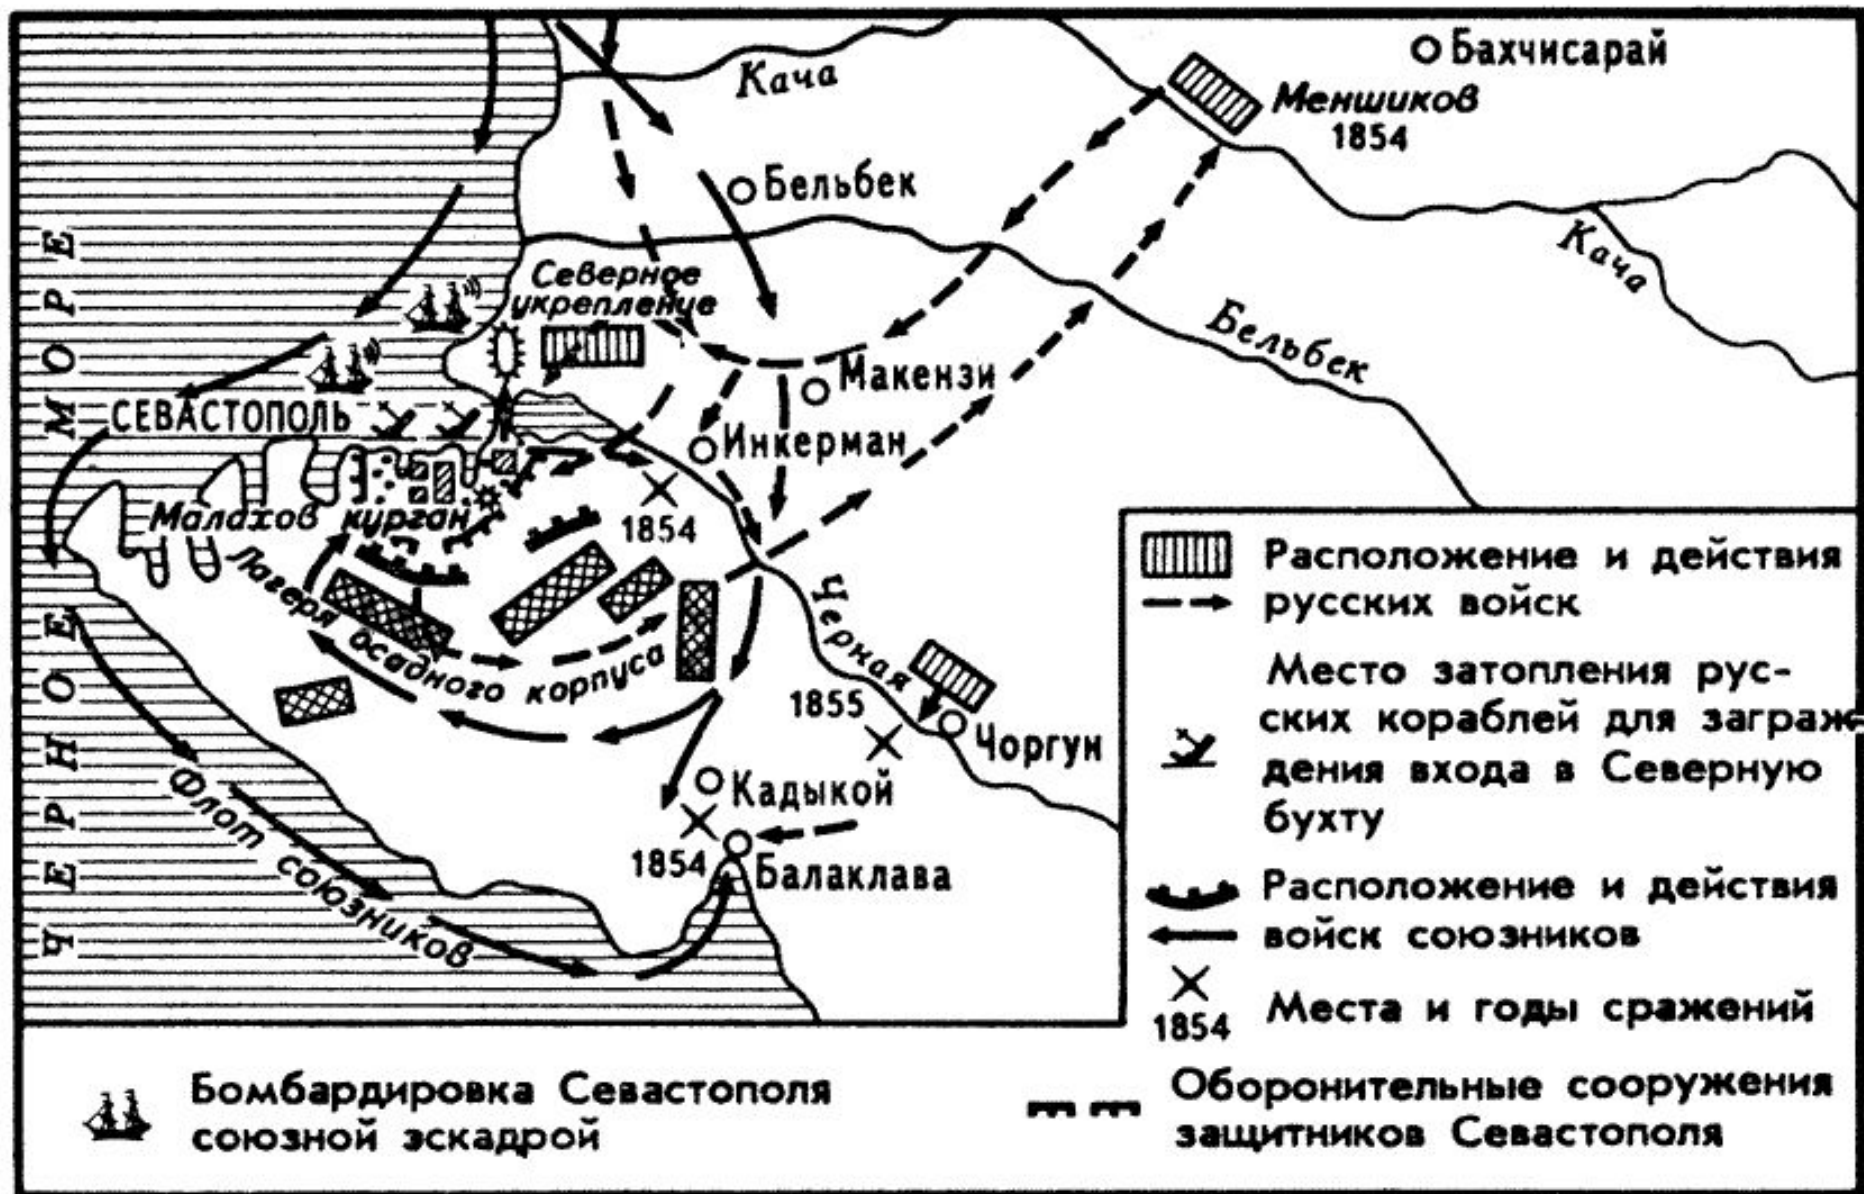 Кача
Бахчисарай
Меншиков
1854
Бельбек
Кача
Северное
укрепление
Бельбек
Макензи
СЕВАСТОПОЛЬ
Инкерман
Малахов курган
1854
Лагеря осадного корпуса
Черная
1855
Чоргун
Кадыкой
1854
Балаклава
Флот союзников
ЧЕРНОЕ МОРЕ
Расположение и действия
русских войск
Место затопления рус-
ских кораблей для заграж-
дения входа в Северную
бухту
Расположение и действия
войск союзников
1854
Места и годы сражений
Бомбардировка Севастополя
союзной эскадрой
Оборонительные сооружения
защитников Севастополя